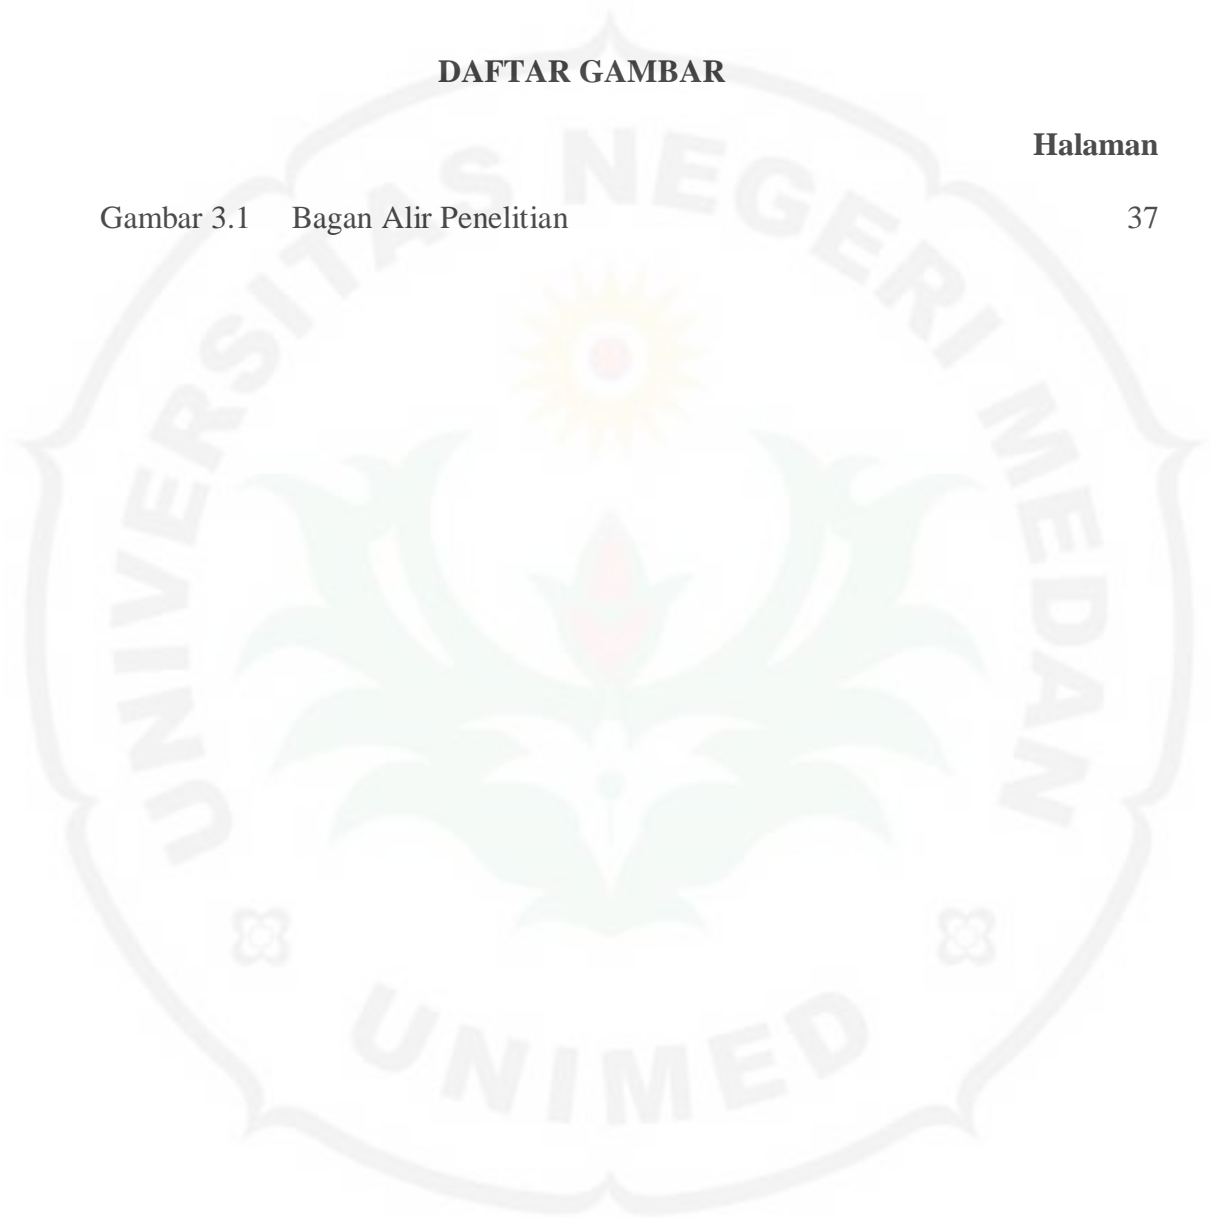 DAFTAR GAMBAR
Halaman
Gambar 3.1 Bagan Alir Penelitian 37
UNIVERSITAS NEGERI MEDAN
UNIMED